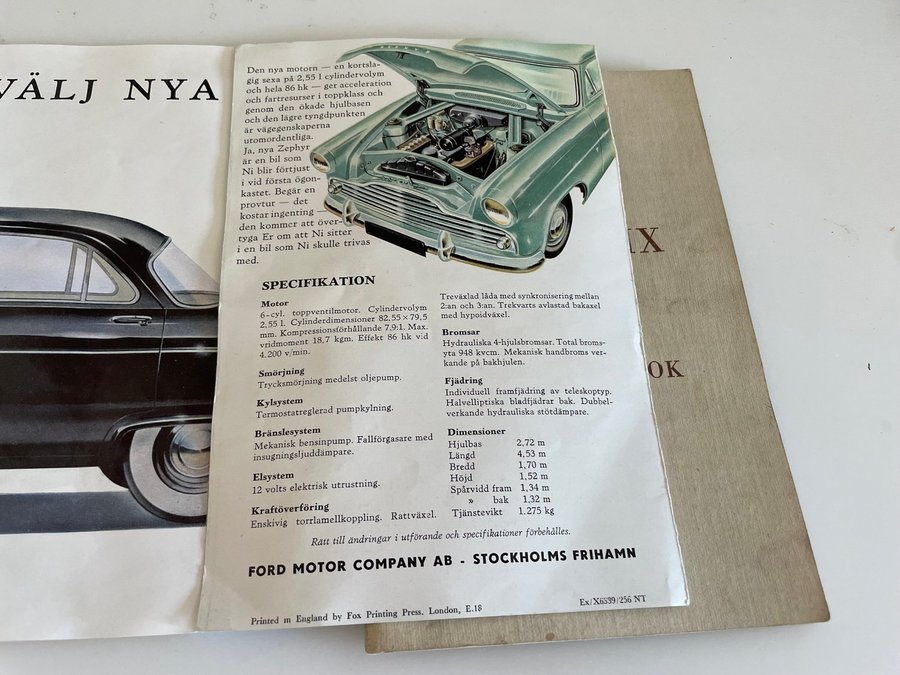 VÄLJ NYA
Den nya motorn — en kortsla-
gig sexa på 2,55 l cylindervolym
och hela 86 hk — ger acceleration
och fartresurser i toppklass och
genom den ökade hjulbasen
och den lägre tyngdpunkten
är vägegenskaperna
utomordentliga.
Ja, nya Zephyr
är en bil som
Ni blir förtjust
i vid första ögon-
kastet. Begär en
provtur — det
kostar ingenting —
den kommer att över-
tyga Er om att Ni sitter
i en bil som Ni skulle trivas
med.
SPECIFIKATION
Motor
6-cyl. toppventilmotor. Cylindervolym
2,55 l. Cylinderdimensioner 82,55×79,5
mm. Kompressionsförhållande 7,9:1. Max.
vridmoment 18,7 kgm. Effekt 86 hk vid
4.200 v/min.
Smörjning
Trycksmörjning medelst oljepump.
Kylsystem
Termostatreglerad pumpkylning.
Bränslesystem
Mekanisk bensinpump. Fallförgasare med
insugningsljuddämpare.
Elsystem
12 volts elektrisk utrustning.
Kraftöverföring
Enskivig torrlamellkoppling. Rattväxel.
Treväxlad låda med synkronisering mellan
2:an och 3:an. Trekvarts avlastad bakaxel
med hypoidväxel.
Bromsar
Hydrauliska 4-hjulsbromsar. Total broms-
yta 948 kvcm. Mekanisk handbroms ver-
kande på bakhjulen.
Fjädring
Individuell framfjädring av teleskoptyp.
Halvelliptiska bladfjädrar bak. Dubbel-
verkande hydrauliska stötdämpare.
Dimensioner
Hjulbas 2,72 m
Längd 4,53 m
Bredd 1,70 m
Höjd 1,52 m
Spårvidd fram 1,34 m
» bak 1,32 m
Tjänstevikt 1.275 kg
Rätt till ändringar i utförande och specifikationer förbehålles.
FORD MOTOR COMPANY AB - STOCKHOLMS FRIHAMN
Printed in England by Fox Printing Press, London, E.18
Ex/X6539/256 NT
IX
OK